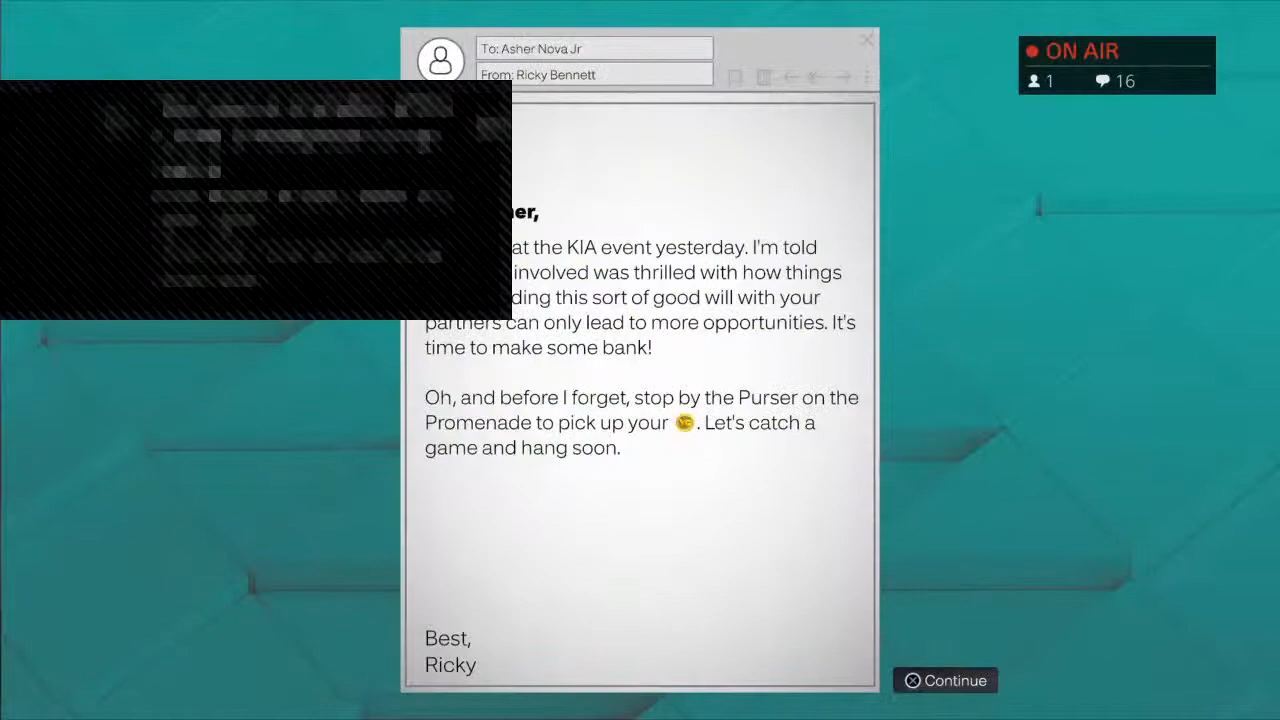 To: Asher Nova Jr
From: Ricky Bennett
ON AIR
1 16
at the KIA event yesterday. I'm told
involved was thrilled with how things
this sort of good will with your
partners can only lead to more opportunities. It's
time to make some bank!
Oh, and before I forget, stop by the Purser on the
Promenade to pick up your VC. Let's catch a
game and hang soon.
Best,
Ricky
Continue